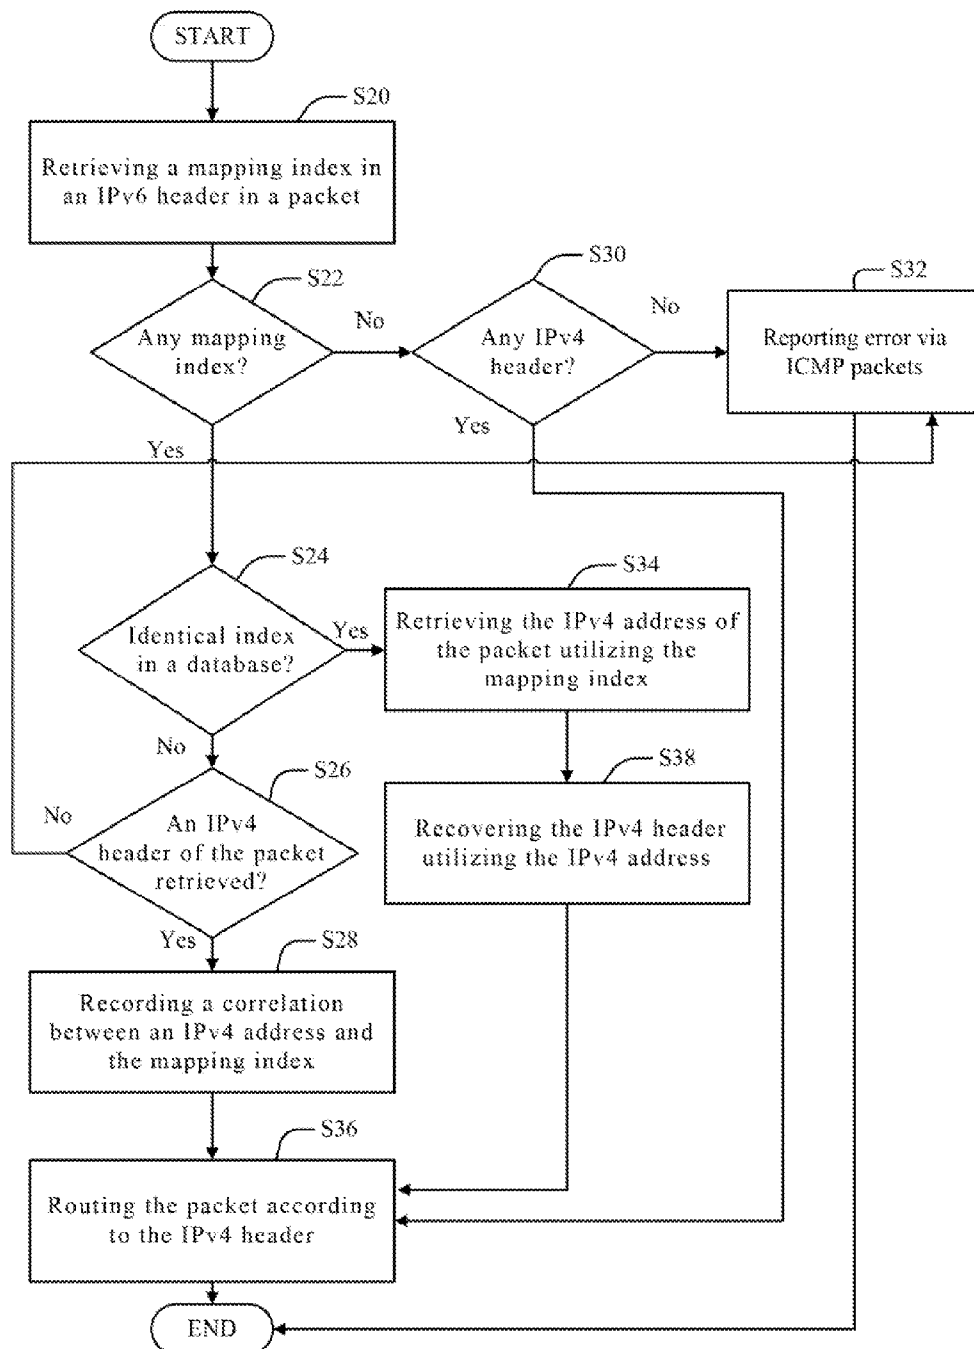 START
S20
Retrieving a mapping index in
an IPv6 header in a packet
S22
Any mapping
index?
No
Yes
S30
Any IPv4
header?
No
Yes
S32
Reporting error via
ICMP packets
S24
Identical index
in a database?
Yes
No
S34
Retrieving the IPv4 address of
the packet utilizing the
mapping index
S26
An IPv4
header of the packet
retrieved?
No
Yes
S38
Recovering the IPv4 header
utilizing the IPv4 address
S28
Recording a correlation
between an IPv4 address and
the mapping index
S36
Routing the packet according
to the IPv4 header
END